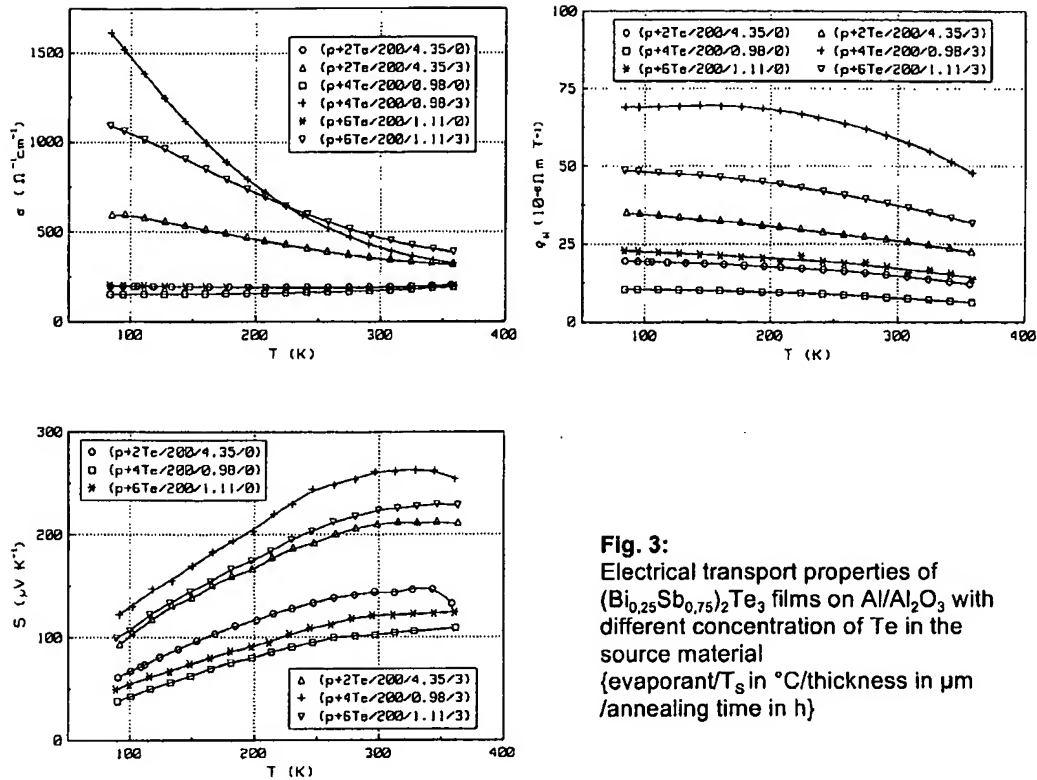 1500
1000
500
0
σ (Ω⁻¹cm⁻¹)
100 200 300 400
T (K)
(p+2Te/200/4.35/0)
(p+2Te/200/4.35/3)
(p+4Te/200/0.98/0)
(p+4Te/200/0.98/3)
(p+6Te/200/1.11/0)
(p+6Te/200/1.11/3)
100
75
50
25
0
100 200 300 400
T (K)
(p+2Te/200/4.35/0) (p+4Te/200/0.98/3)
(p+4Te/200/0.98/0) (p+6Te/200/1.11/3)
(p+6Te/200/1.11/0)
(p+2Te/200/4.35/3)
300
200
100
0
S (μV K⁻¹)
100 200 300 400
T (K)
(p+2Te/200/4.35/0)
(p+4Te/200/0.98/0)
(p+6Te/200/1.11/0)
(p+2Te/200/4.35/3)
(p+4Te/200/0.98/3)
(p+6Te/200/1.11/3)
Fig. 3:
Electrical transport properties of
(Bi0,25Sb0,75)2Te3 films on Al/Al2O3 with
different concentration of Te in the
source material
{evaporant/TS in °C/thickness in μm
/annealing time in h}